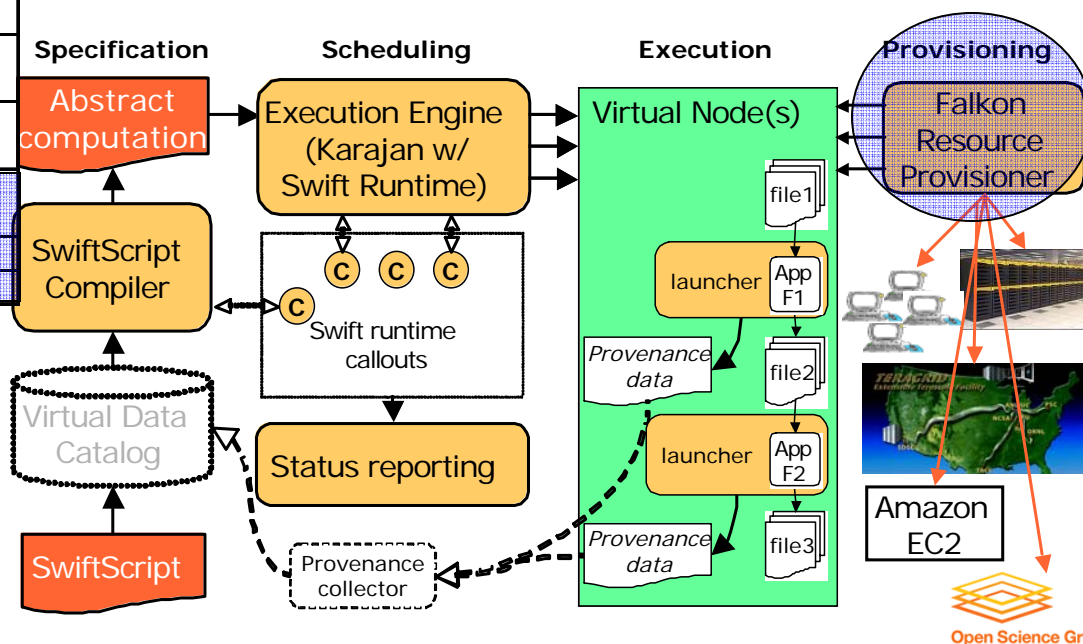 Specification
Scheduling
Execution
Provisioning
Abstract
computation
Execution Engine
(Karajan w/
Swift Runtime)
Virtual Node(s)
Falkon
Resource
Provisioner
file1
SwiftScript
Compiler
C
C
C
C
Swift runtime
callouts
launcher
App
F1
Provenance
data
file2
Virtual Data
Catalog
Status reporting
launcher
App
F2
Provenance
data
file3
SwiftScript
Provenance
collector
TERAGRID
Amazon
EC2
Open Science Gr